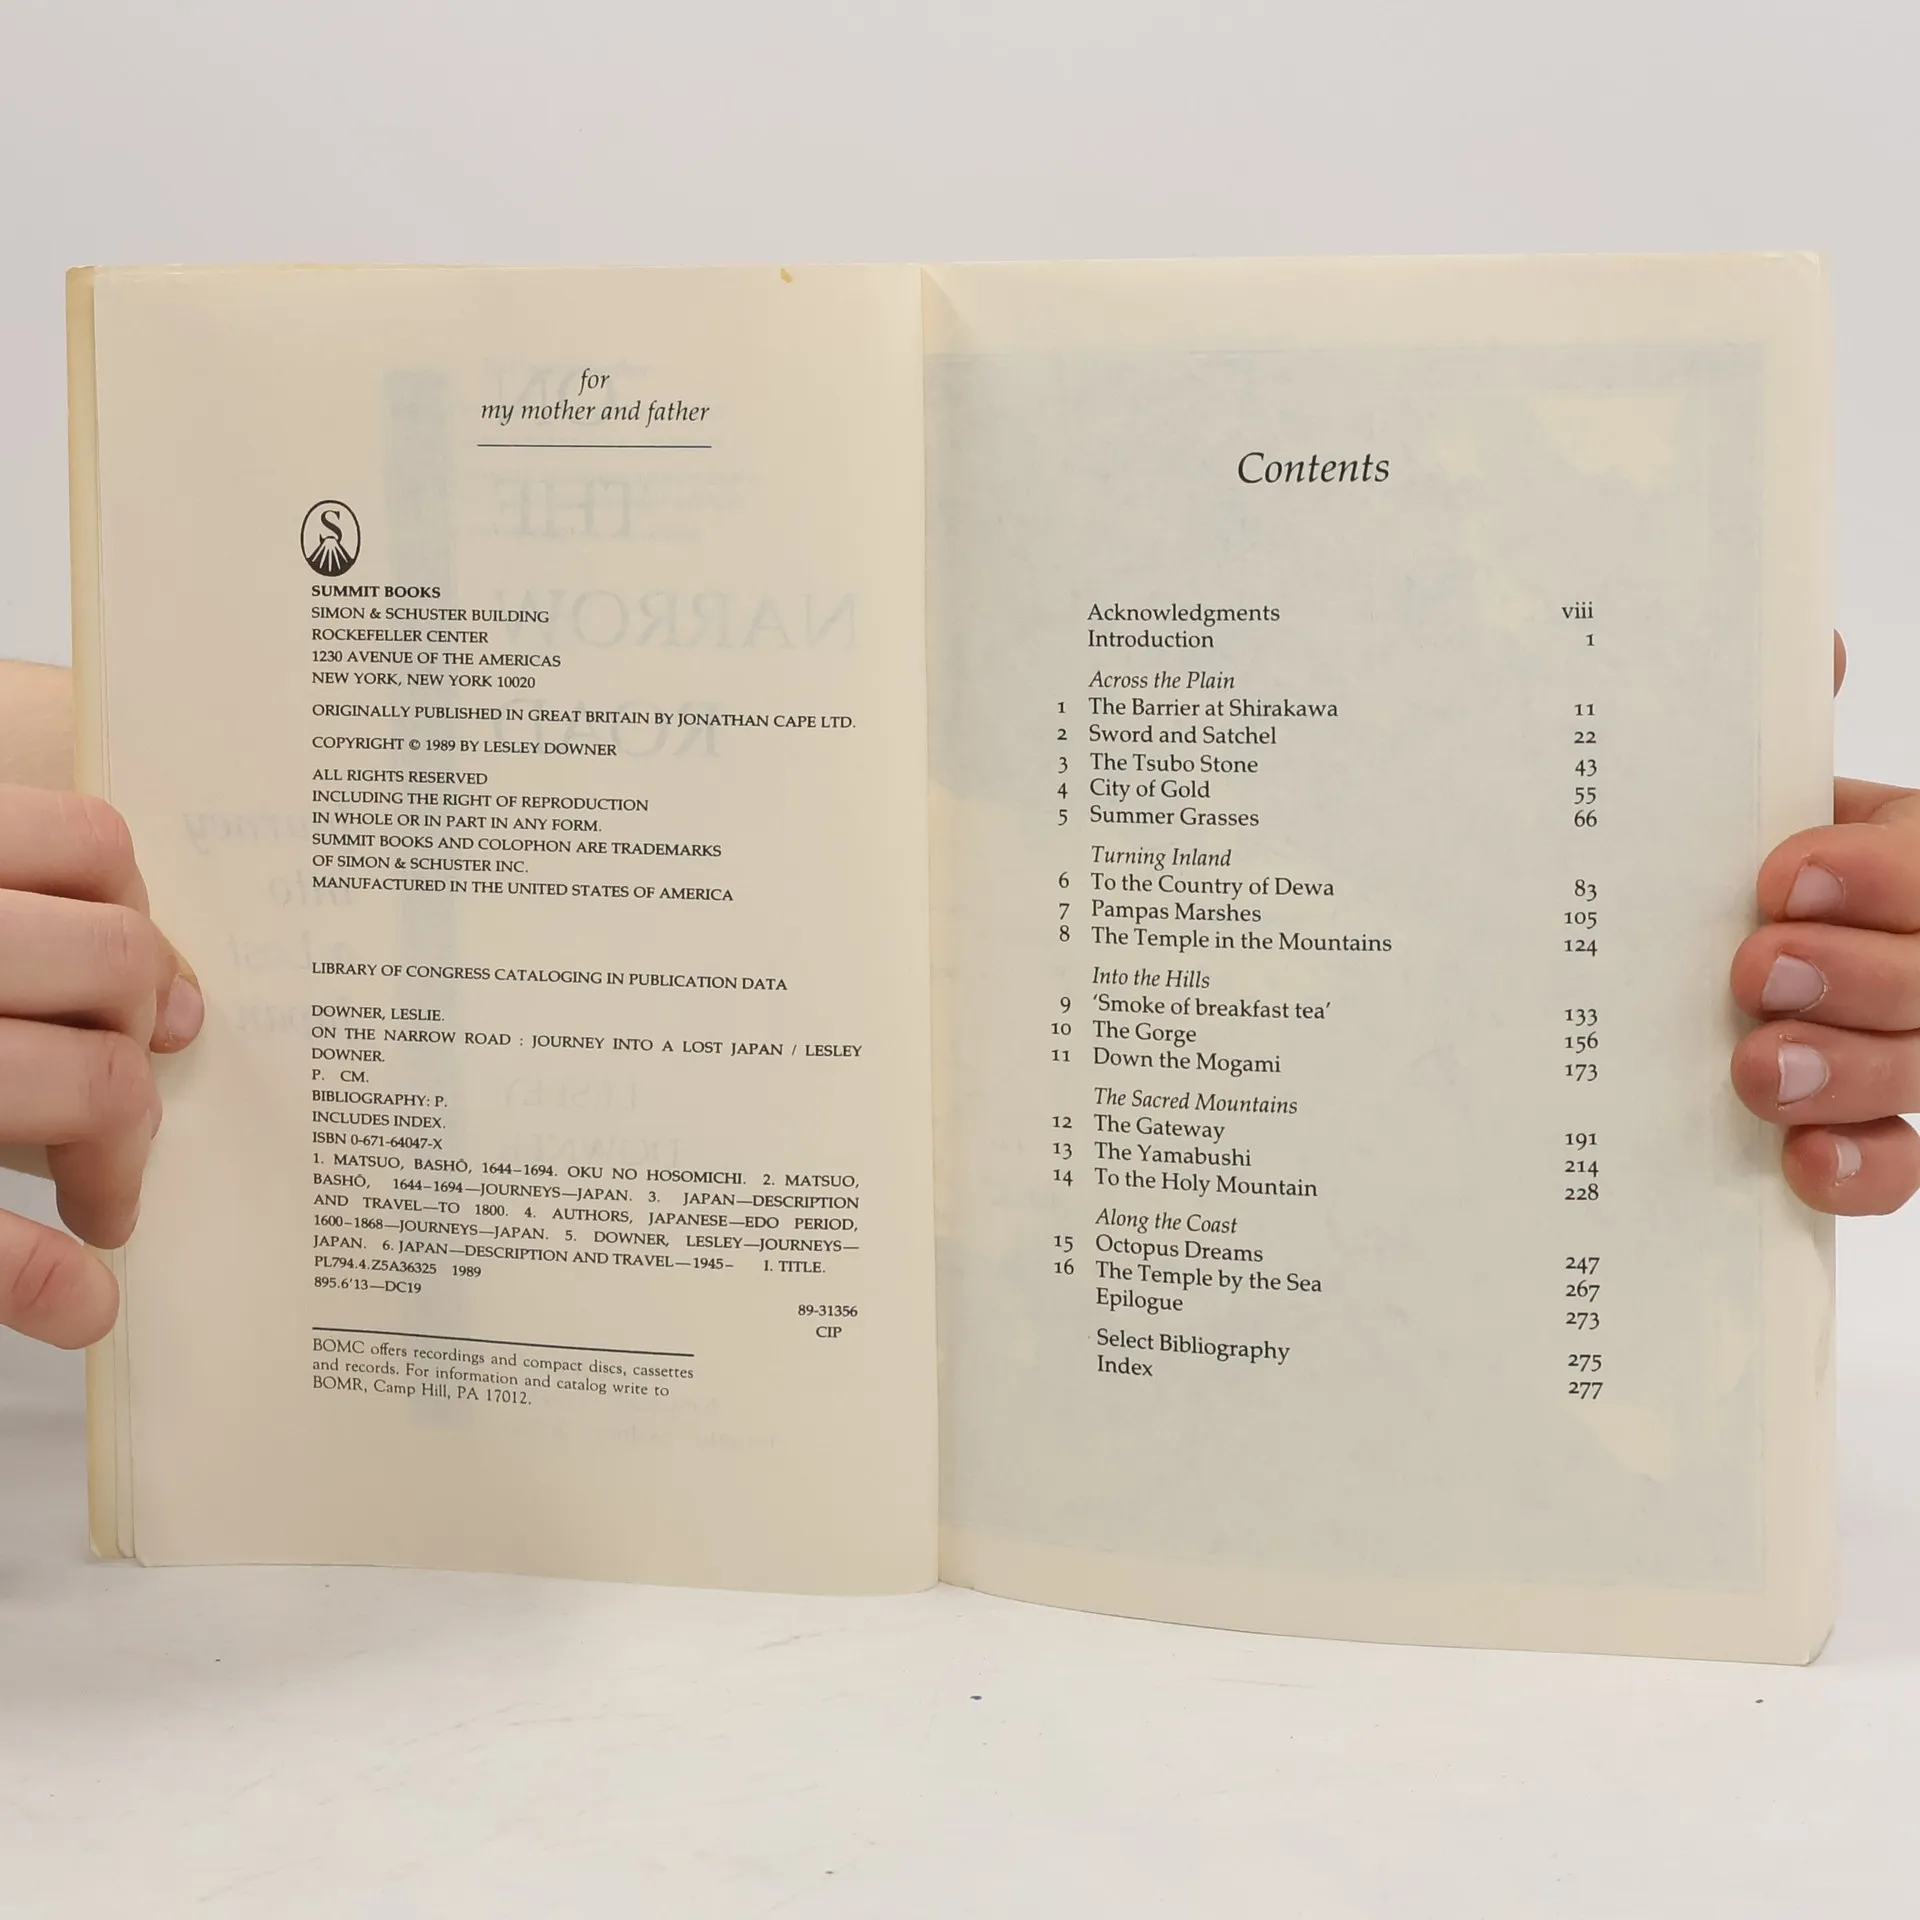 for
my mother and father
S
SUMMIT BOOKS
SIMON & SCHUSTER BUILDING
ROCKEFELLER CENTER
1230 AVENUE OF THE AMERICAS
NEW YORK, NEW YORK 10020
ORIGINALLY PUBLISHED IN GREAT BRITAIN BY JONATHAN CAPE LTD.
COPYRIGHT © 1989 BY LESLEY DOWNER
ALL RIGHTS RESERVED
INCLUDING THE RIGHT OF REPRODUCTION
IN WHOLE OR IN PART IN ANY FORM.
SUMMIT BOOKS AND COLOPHON ARE TRADEMARKS
OF SIMON & SCHUSTER INC.
MANUFACTURED IN THE UNITED STATES OF AMERICA
LIBRARY OF CONGRESS CATALOGING IN PUBLICATION DATA
DOWNER, LESLIE.
ON THE NARROW ROAD : JOURNEY INTO A LOST JAPAN / LESLEY
DOWNER.
P. CM.
BIBLIOGRAPHY: P.
INCLUDES INDEX.
ISBN 0-671-64047-X
1. MATSUO, BASHŌ, 1644–1694. OKU NO HOSOMICHI. 2. MATSUO,
BASHŌ, 1644–1694—JOURNEYS—JAPAN. 3. JAPAN—DESCRIPTION
AND TRAVEL—TO 1800. 4. AUTHORS, JAPANESE—EDO PERIOD,
1600–1868—JOURNEYS—JAPAN. 5. DOWNER, LESLEY—JOURNEYS—
JAPAN. 6. JAPAN—DESCRIPTION AND TRAVEL—1945– I. TITLE.
PL794.4.Z5A36325 1989
895.6'13—DC19
89-31356
CIP
BOMC offers recordings and compact discs, cassettes
and records. For information and catalog write to
BOMR, Camp Hill, PA 17012.
Contents
Acknowledgments viii
Introduction 1
Across the Plain
1 The Barrier at Shirakawa 11
2 Sword and Satchel 22
3 The Tsubo Stone 43
4 City of Gold 55
5 Summer Grasses 66
Turning Inland
6 To the Country of Dewa 83
7 Pampas Marshes 105
8 The Temple in the Mountains 124
Into the Hills
9 ‘Smoke of breakfast tea’ 133
10 The Gorge 156
11 Down the Mogami 173
The Sacred Mountains
12 The Gateway 191
13 The Yamabushi 214
14 To the Holy Mountain 228
Along the Coast
15 Octopus Dreams 247
16 The Temple by the Sea 267
Epilogue 273
Select Bibliography 275
Index 277